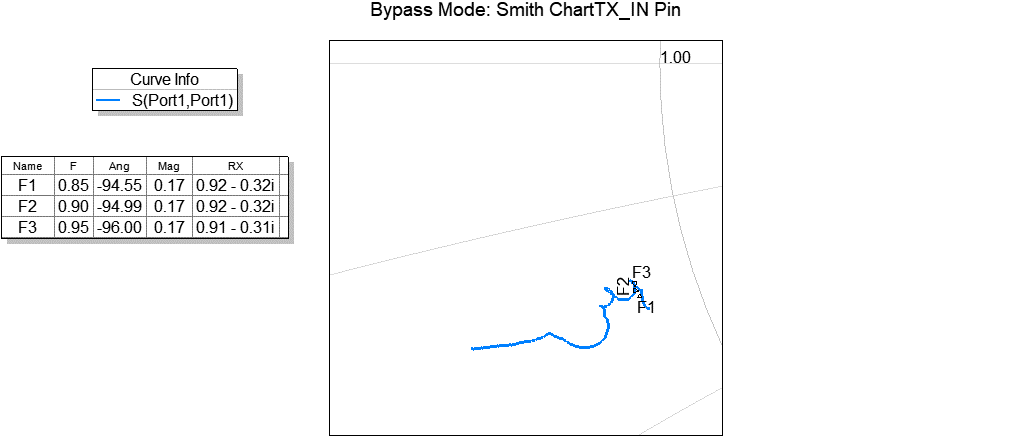 Bypass Mode: Smith ChartTX_IN Pin
1.00
Curve Info
S(Port1,Port1)
Name F Ang Mag RX
F1 0.85 -94.55 0.17 0.92 - 0.32i
F2 0.90 -94.99 0.17 0.92 - 0.32i
F3 0.95 -96.00 0.17 0.91 - 0.31i
F3
F2
F1